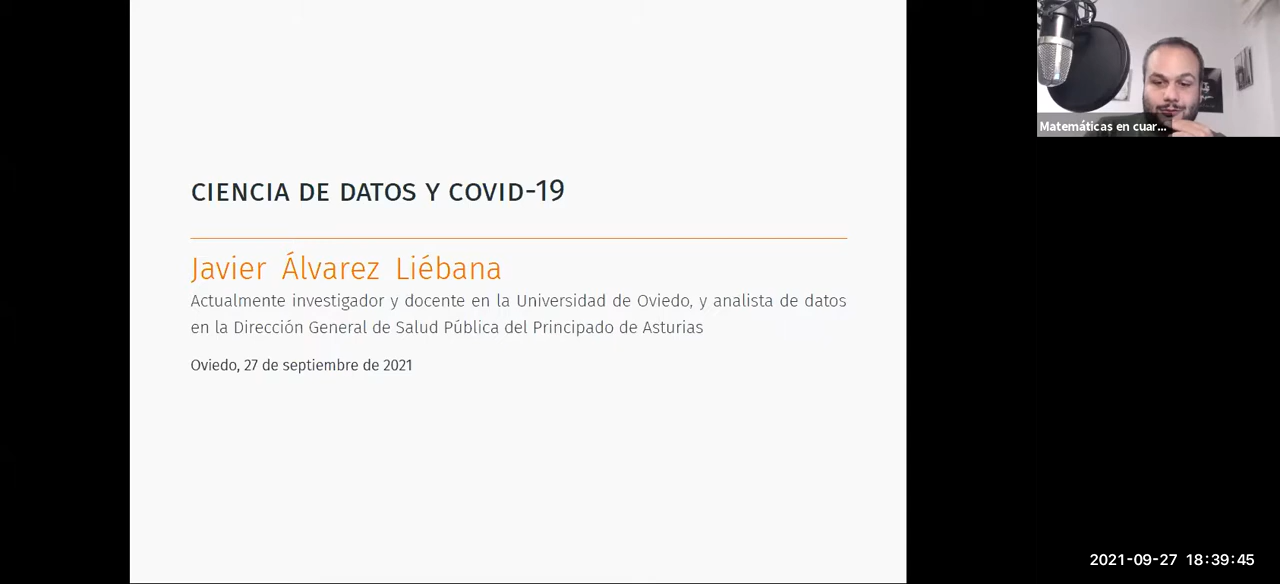 CIENCIA DE DATOS Y COVID-19
Javier Álvarez Liébana
Actualmente investigador y docente en la Universidad de Oviedo, y analista de datos
en la Dirección General de Salud Pública del Principado de Asturias
Oviedo, 27 de septiembre de 2021
Matemáticas en cuar...
2021-09-27 18:39:45